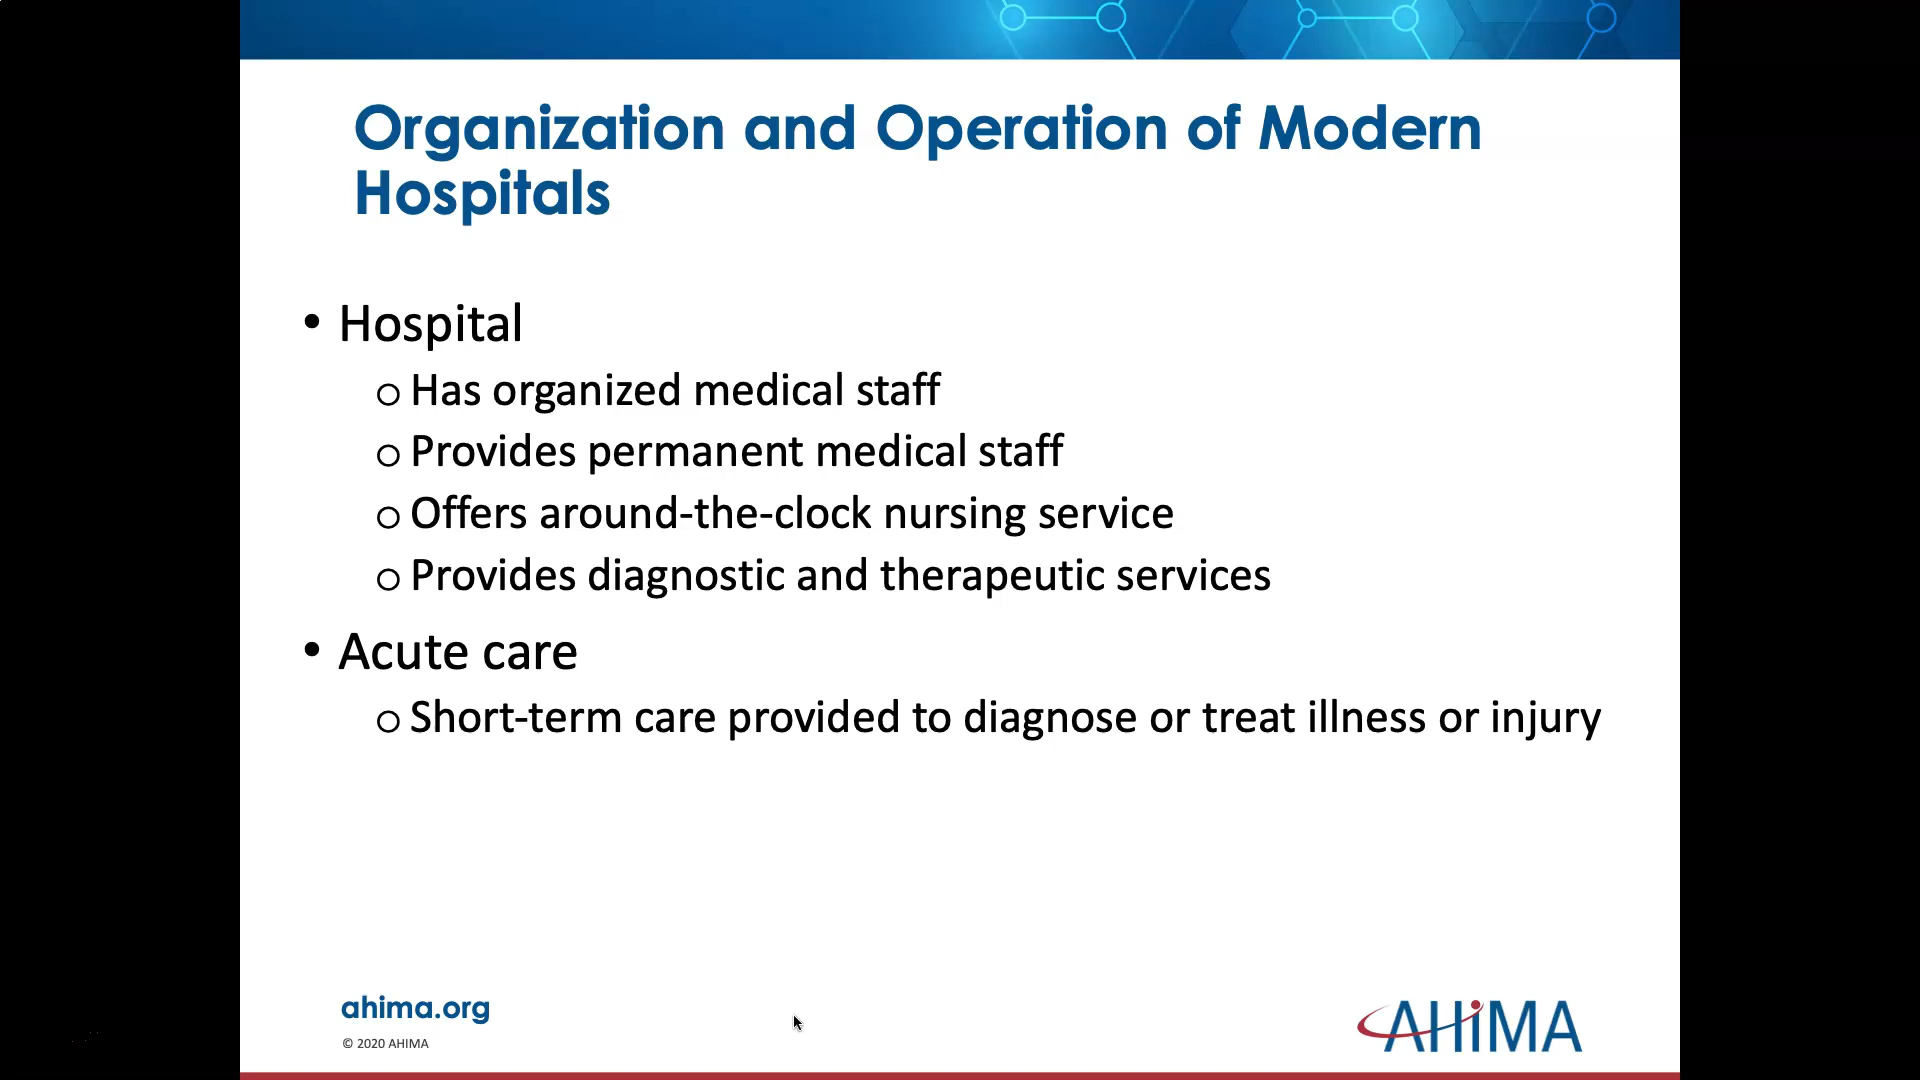 Organization and Operation of Modern
Hospitals
• Hospital
o Has organized medical staff
o Provides permanent medical staff
o Offers around-the-clock nursing service
o Provides diagnostic and therapeutic services
• Acute care
o Short-term care provided to diagnose or treat illness or injury
ahima.org
© 2020 AHIMA
AHiMA